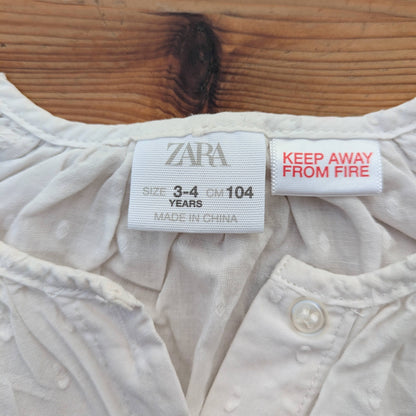 ZARA
SIZE 3-4 CM 104
YEARS
MADE IN CHINA
KEEP AWAY
FROM FIRE